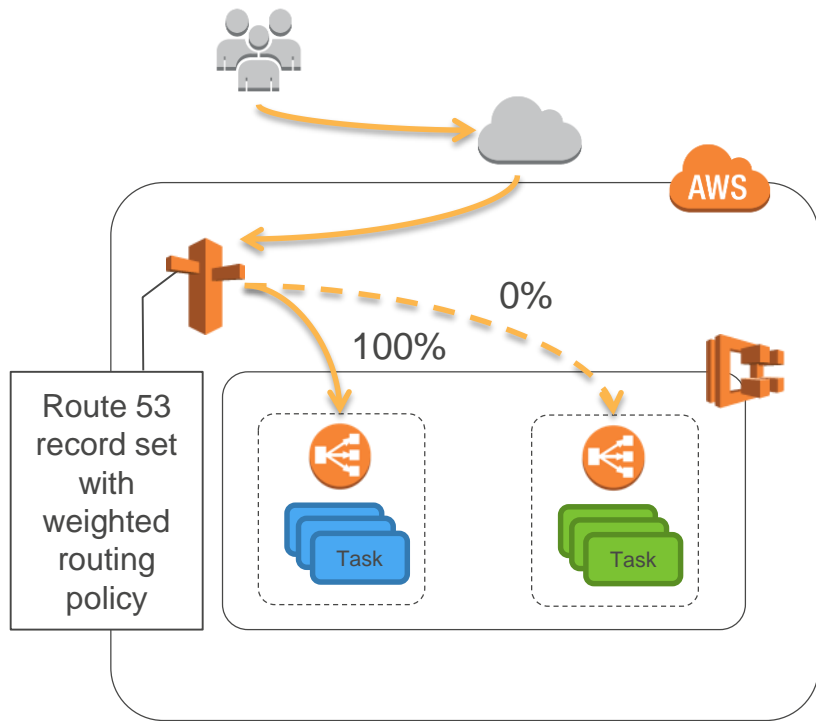 AWS
0%
100%
Route 53
record set
with
weighted
routing
policy
Task
Task